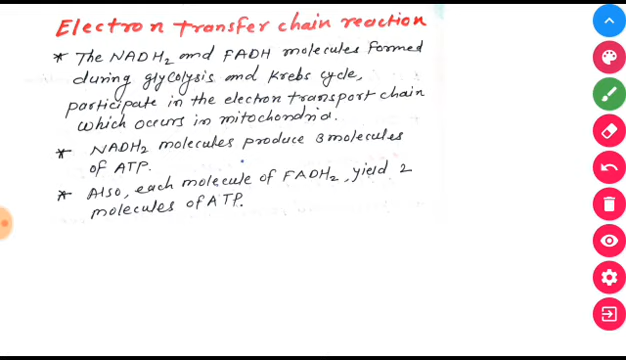 Electron transfer chain reaction
* The NADH2 and FADH molecules formed
during glycolysis and Krebs cycle,
participate in the electron transport chain
which occurs in mitochondria.
* NADH2 molecules produce 3 molecules
of ATP.
* Also, each molecule of FADH2, yield 2
molecules of ATP.